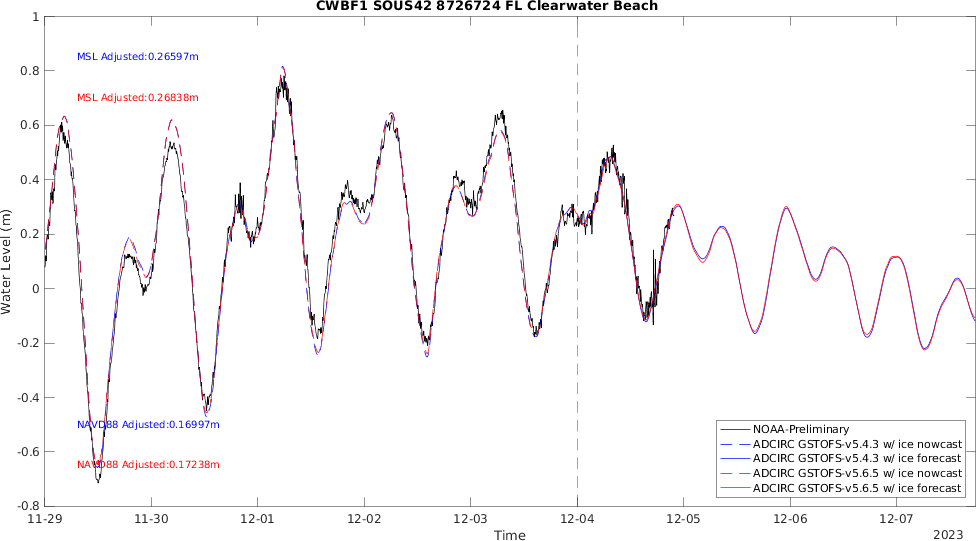 CWBF1 SOUS42 8726724 FL Clearwater Beach
1
0.8
0.6
0.4
0.2
0
-0.2
-0.4
-0.6
-0.8
Water Level (m)
MSL Adjusted:0.26597m
MSL Adjusted:0.26838m
NAVD88 Adjusted:0.16997m
NAVD88 Adjusted:0.17238m
NOAA-Preliminary
ADCIRC GSTOFS-v5.4.3 w/ ice nowcast
ADCIRC GSTOFS-v5.4.3 w/ ice forecast
ADCIRC GSTOFS-v5.6.5 w/ ice nowcast
ADCIRC GSTOFS-v5.6.5 w/ ice forecast
11-29 11-30 12-01 12-02 12-03 12-04 12-05 12-06 12-07
Time
2023